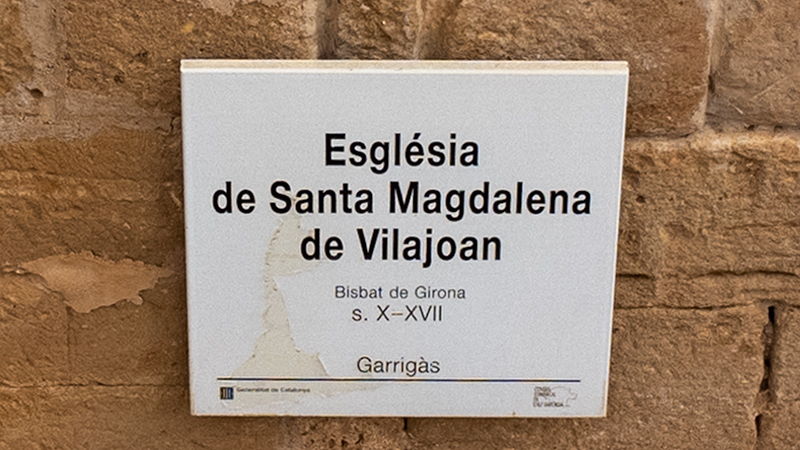 Església
de Santa Magdalena
de Vilajoan
Bisbat de Girona
s. X–XVII
Garrigàs
Generalitat de Catalunya